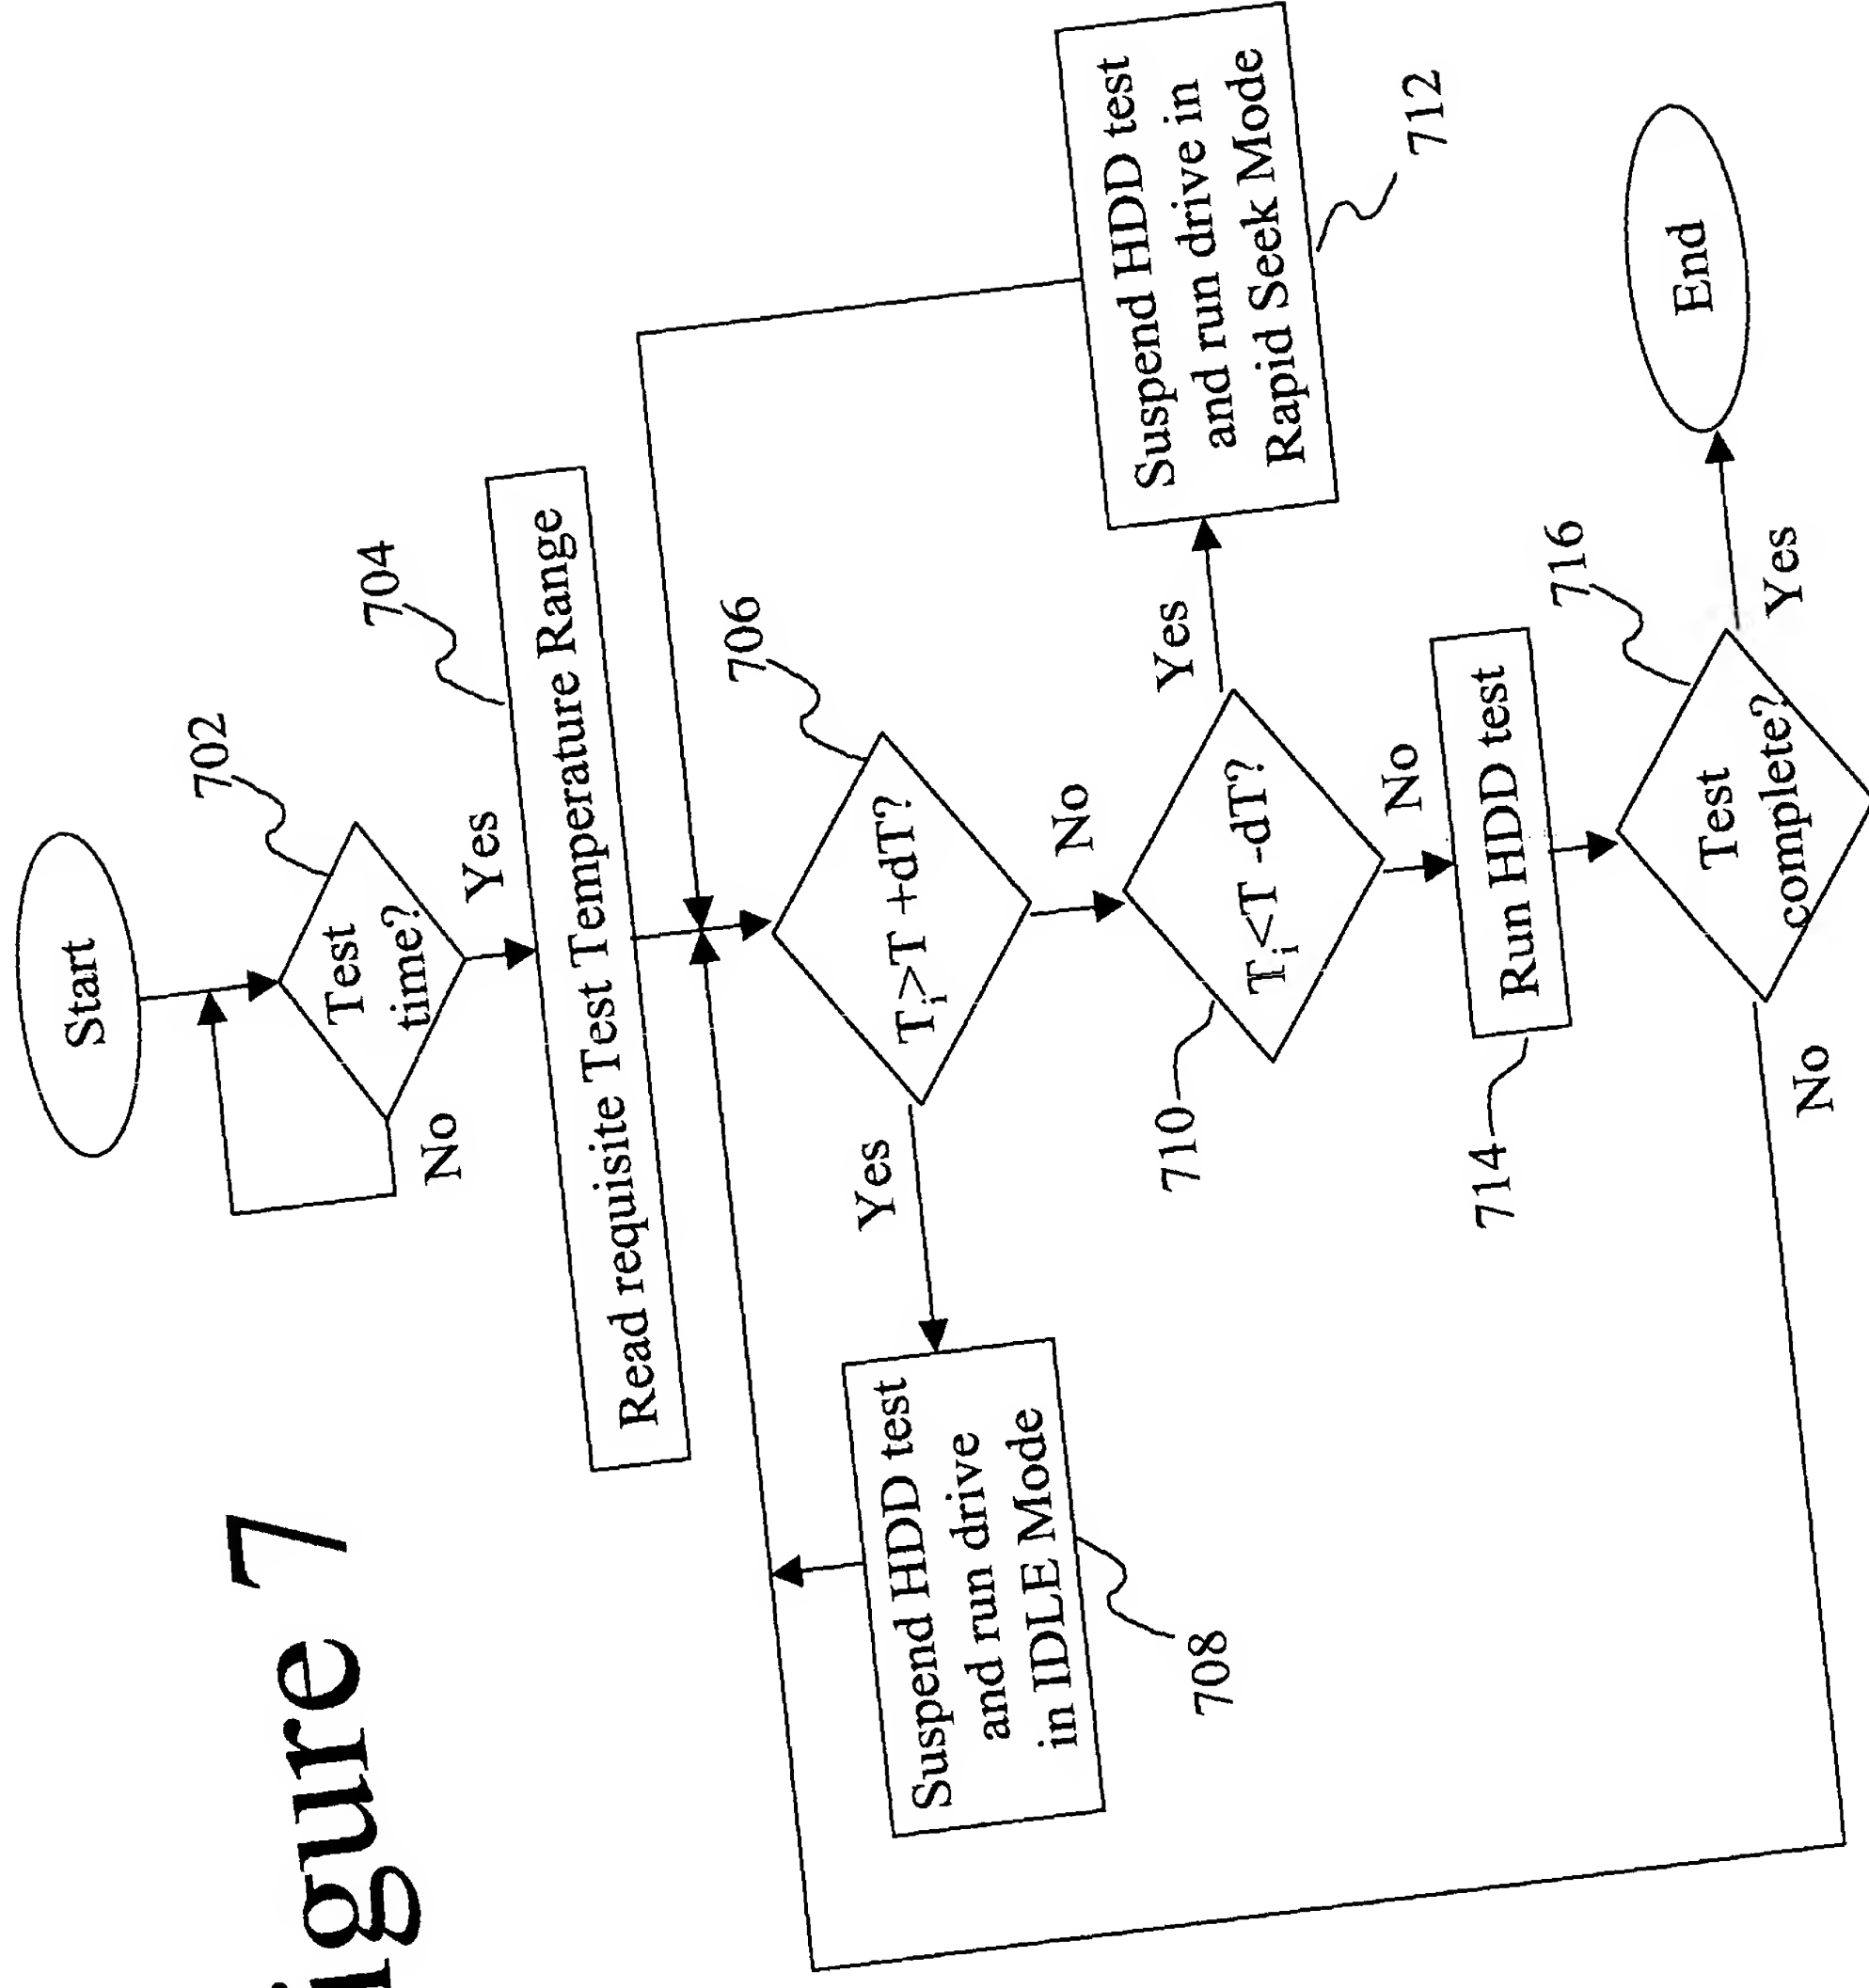 igure 7
Start
702
Test
time?
No
Yes
704
Read requisite Test Temperature Range
706
Ti>T +dT?
Yes
No
Suspend HDD test
and run drive
in IDLE Mode
708
710
Ti<T -dT?
Yes
No
Suspend HDD test
and run drive in
Rapid Seek Mode
712
714
Run HDD test
716
Test
complete?
No
Yes
End